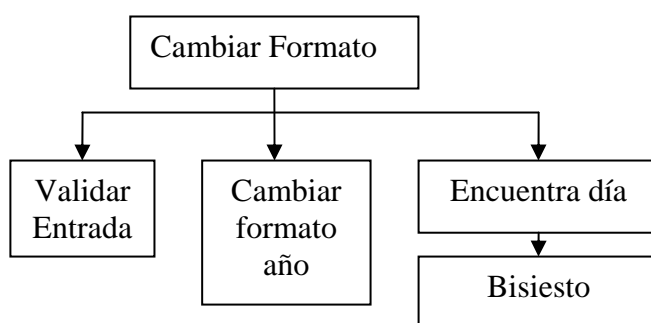 Cambiar Formato
Validar
Entrada
Cambiar
formato
año
Encuentra día
Bisiesto